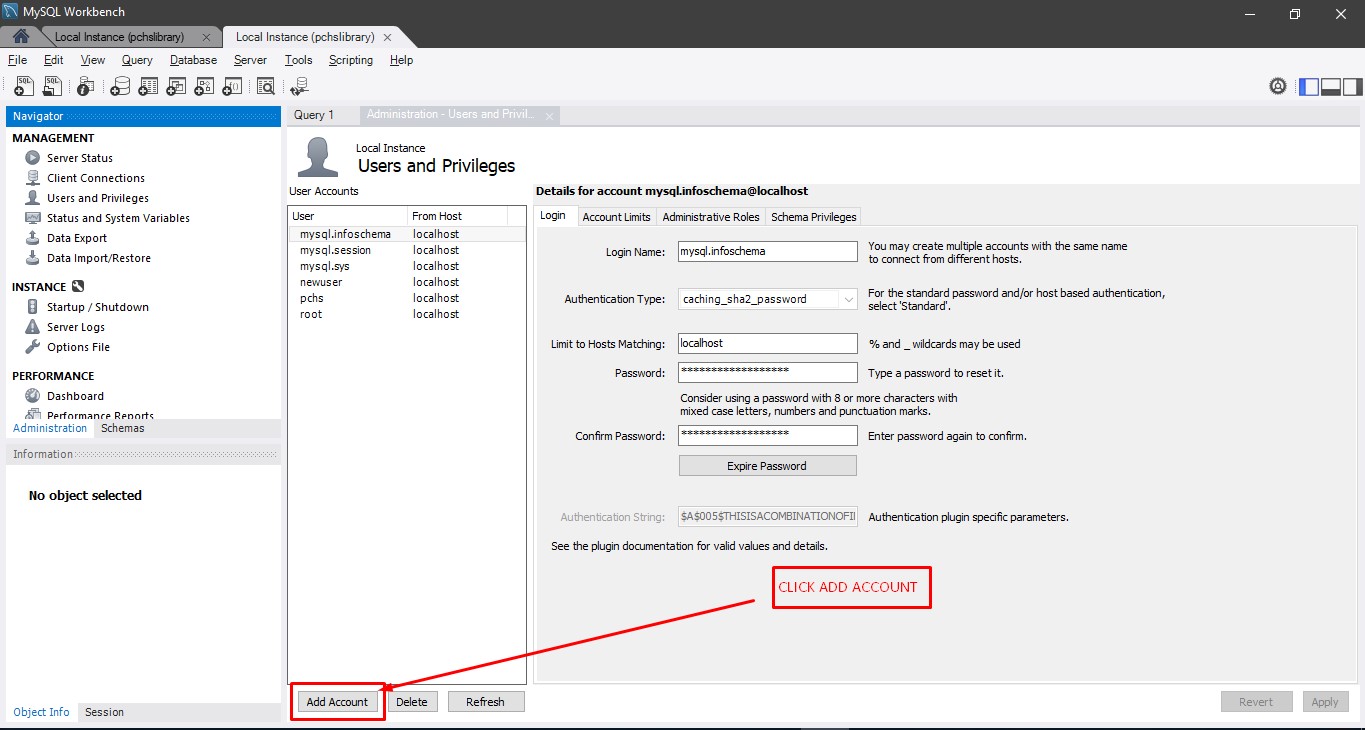 MySQL Workbench
Local Instance (pchslibrary)
Local Instance (pchslibrary)
File Edit View Query Database Server Tools Scripting Help
Navigator
MANAGEMENT
Server Status
Client Connections
Users and Privileges
Status and System Variables
Data Export
Data Import/Restore
INSTANCE
Startup / Shutdown
Server Logs
Options File
PERFORMANCE
Dashboard
Performance Reports
Administration Schemas
Information
No object selected
Object Info Session
Query 1
Administration - Users and Privil...
Local Instance
Users and Privileges
User Accounts
User From Host
mysql.infoschema localhost
mysql.session localhost
mysql.sys localhost
newuser localhost
pchs localhost
root localhost
Add Account Delete Refresh
Details for account mysql.infoschema@localhost
Login Account Limits Administrative Roles Schema Privileges
Login Name: mysql.infoschema
You may create multiple accounts with the same name
to connect from different hosts.
Authentication Type: caching_sha2_password
For the standard password and/or host based authentication,
select 'Standard'.
Limit to Hosts Matching: localhost % and _ wildcards may be used
Password: ****************** Type a password to reset it.
Consider using a password with 8 or more characters with
mixed case letters, numbers and punctuation marks.
Confirm Password: ****************** Enter password again to confirm.
Expire Password
Authentication String: $A$005$THISISACOMBINATIONOFI Authentication plugin specific parameters.
See the plugin documentation for valid values and details.
CLICK ADD ACCOUNT
Revert Apply